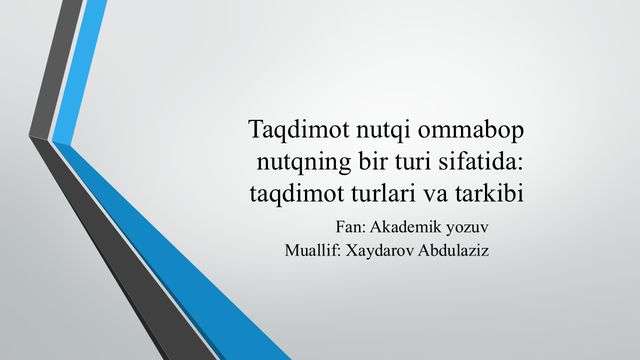 Taqdimot nutqi ommabop
nutqning bir turi sifatida:
taqdimot turlari va tarkibi
Fan: Akademik yozuv
Muallif: Xaydarov Abdulaziz